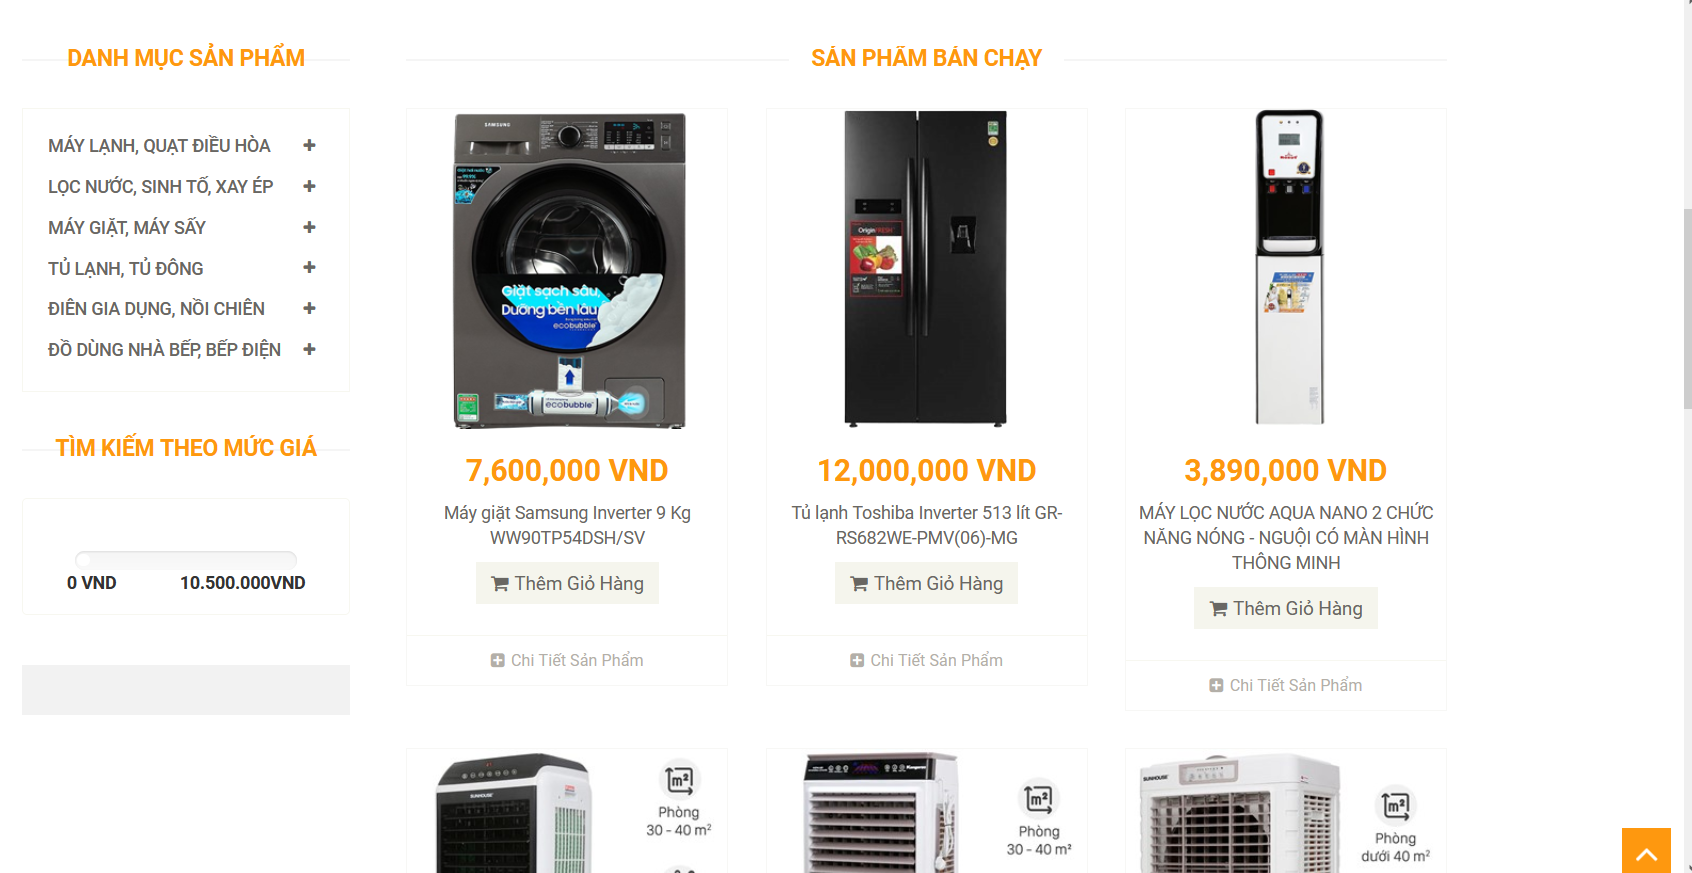 DANH MỤC SẢN PHẨM
MÁY LẠNH, QUẠT ĐIỀU HÒA
LỌC NƯỚC, SINH TỐ, XAY ÉP
MÁY GIẶT, MÁY SẤY
TỦ LẠNH, TỦ ĐÔNG
ĐIÊN GIA DỤNG, NỒI CHIÊN
ĐỒ DÙNG NHÀ BẾP, BẾP ĐIỆN
TÌM KIẾM THEO MỨC GIÁ
0 VND 10.500.000VND
SẢN PHẨM BÁN CHẠY
SAMSUNG
Giặt sạch sâu,
Dưỡng bền lâu
ecobubble
ecobubble
7,600,000 VND
Máy giặt Samsung Inverter 9 Kg
WW90TP54DSH/SV
Thêm Giỏ Hàng
Chi Tiết Sản Phẩm
OriginFRESH
12,000,000 VND
Tủ lạnh Toshiba Inverter 513 lít GR-
RS682WE-PMV(06)-MG
Thêm Giỏ Hàng
Chi Tiết Sản Phẩm
3,890,000 VND
MÁY LỌC NƯỚC AQUA NANO 2 CHỨC
NĂNG NÓNG - NGUỘI CÓ MÀN HÌNH
THÔNG MINH
Thêm Giỏ Hàng
Chi Tiết Sản Phẩm
SUNHOUSE
m²
Phòng
30 - 40 m²
Kangaroo
m²
Phòng
30 - 40 m²
SUNHOUSE
m²
Phòng
dưới 40 m²